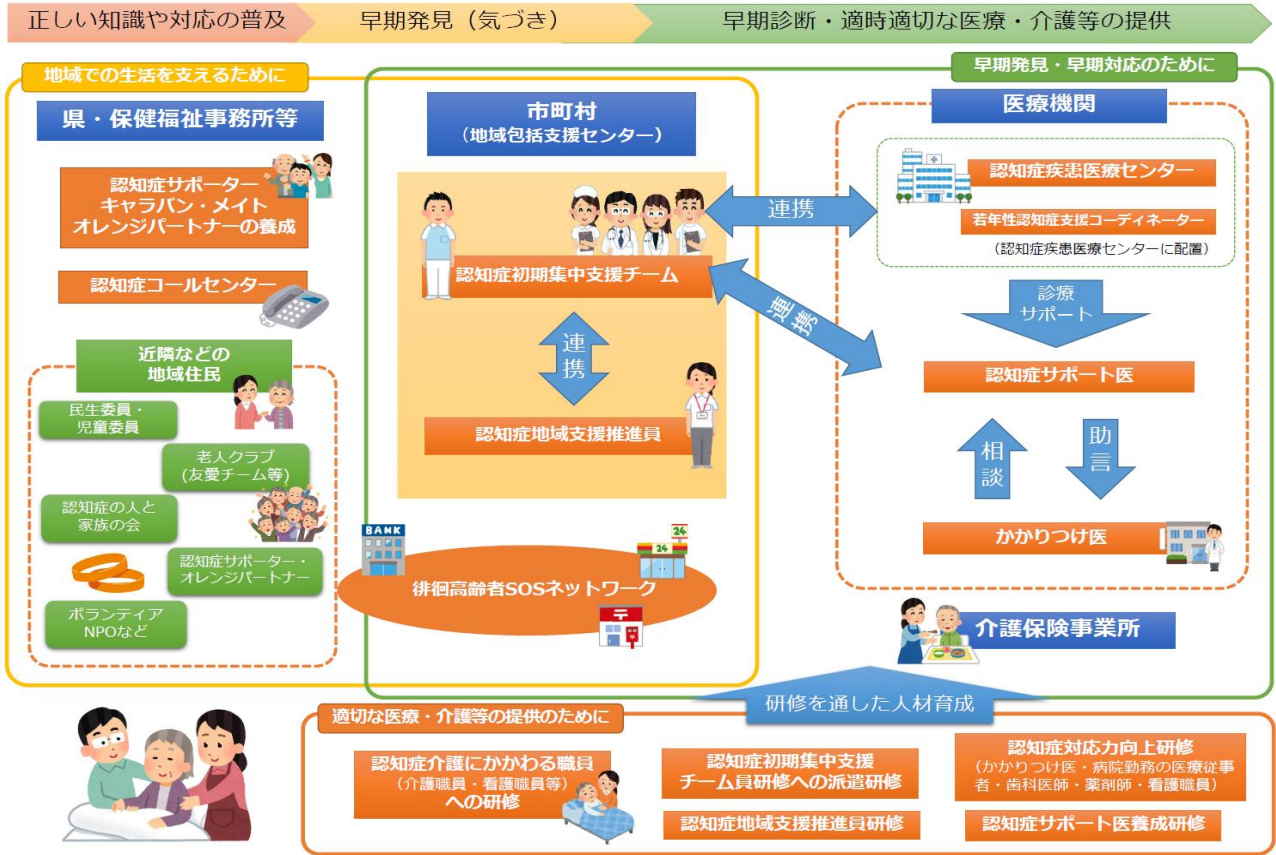 正しい知識や対応の普及
早期発見（気づき）
早期診断・適時適切な医療・介護等の提供
地域での生活を支えるために
早期発見・早期対応のために
県・保健福祉事務所等
認知症サポーター
キャラバン・メイト
オレンジパートナーの養成
認知症コールセンター
近隣などの
地域住民
民生委員・
児童委員
老人クラブ
(友愛チーム等)
認知症の人と
家族の会
認知症サポーター・
オレンジパートナー
ボランティア
NPOなど
市町村
（地域包括支援センター）
認知症初期集中支援チーム
連携
認知症地域支援推進員
BANK
24
24
徘徊高齢者SOSネットワーク
〒
連携
連携
医療機関
認知症疾患医療センター
若年性認知症支援コーディネーター
（認知症疾患医療センターに配置）
診療
サポート
認知症サポート医
相談
助言
かかりつけ医
介護保険事業所
研修を通した人材育成
適切な医療・介護等の提供のために
認知症介護にかかわる職員
（介護職員・看護職員等）
への研修
認知症初期集中支援
チーム員研修への派遣研修
認知症地域支援推進員研修
認知症対応力向上研修
（かかりつけ医・病院勤務の医療従事
者・歯科医師・薬剤師・看護職員）
認知症サポート医養成研修